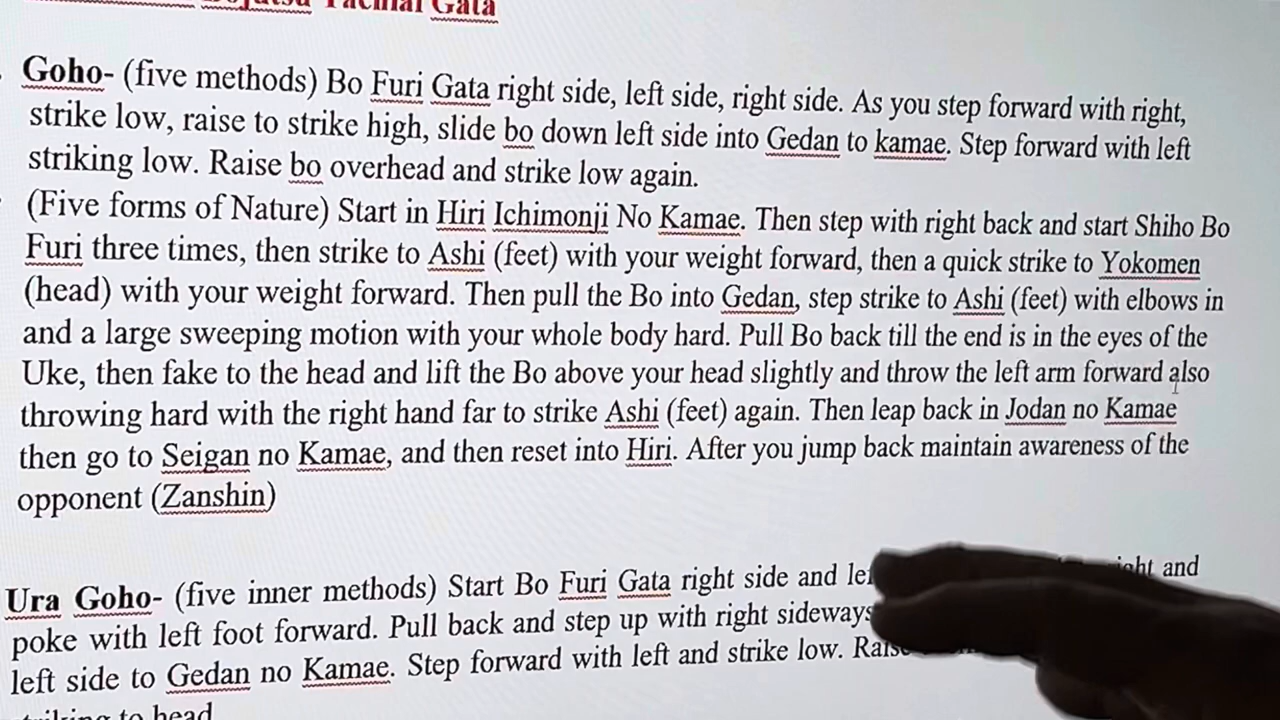 Gata
Goho- (five methods) Bo Furi Gata right side, left side, right side. As you step forward with right,
strike low, raise to strike high, slide bo down left side into Gedan to kamae. Step forward with left
striking low. Raise bo overhead and strike low again.
(Five forms of Nature) Start in Hiri Ichimonji No Kamae. Then step with right back and start Shiho Bo
Furi three times, then strike to Ashi (feet) with your weight forward, then a quick strike to Yokomen
(head) with your weight forward. Then pull the Bo into Gedan, step strike to Ashi (feet) with elbows in
and a large sweeping motion with your whole body hard. Pull Bo back till the end is in the eyes of the
Uke, then fake to the head and lift the Bo above your head slightly and throw the left arm forward also
throwing hard with the right hand far to strike Ashi (feet) again. Then leap back in Jodan no Kamae
then go to Seigan no Kamae, and then reset into Hiri. After you jump back maintain awareness of the
opponent (Zanshin)
Ura Goho- (five inner methods) Start Bo Furi Gata right side and and
poke with left foot forward. Pull back and step up with right sideways
left side to Gedan no Kamae. Step forward with left and strike low.
striking to head